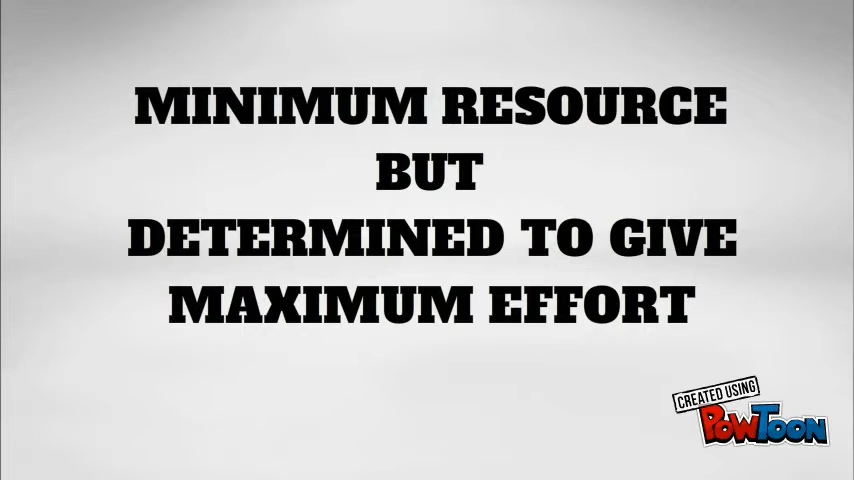 MINIMUM RESOURCE
BUT
DETERMINED TO GIVE
MAXIMUM EFFORT
CREATED USING
POWTOON